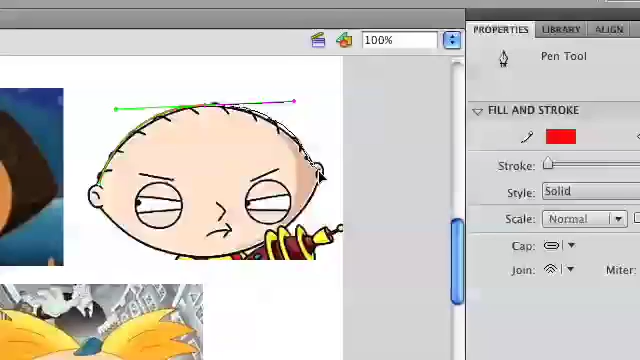 100%
PROPERTIES LIBRARY ALIGN
Pen Tool
FILL AND STROKE
Stroke:
Style: Solid
Scale: Normal
Cap:
Join: Miter: